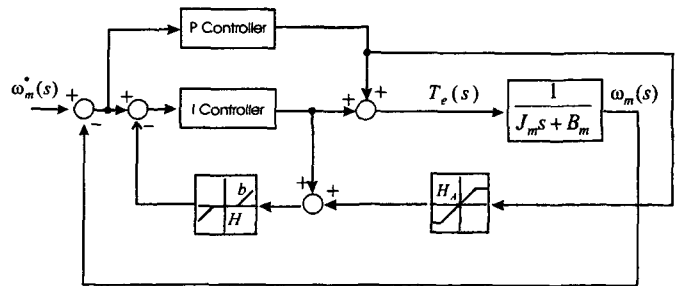 P Controller
+
ω*m(s)
+
−
+
−
I Controller
+
+
Te(s)
1
Jms + Bm
ωm(s)
b
H
+
+
HA